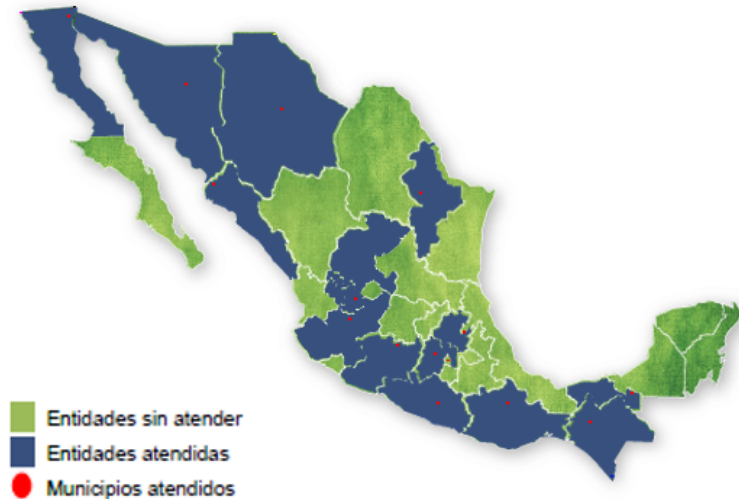 Entidades sin atender
Entidades atendidas
Municipios atendidos